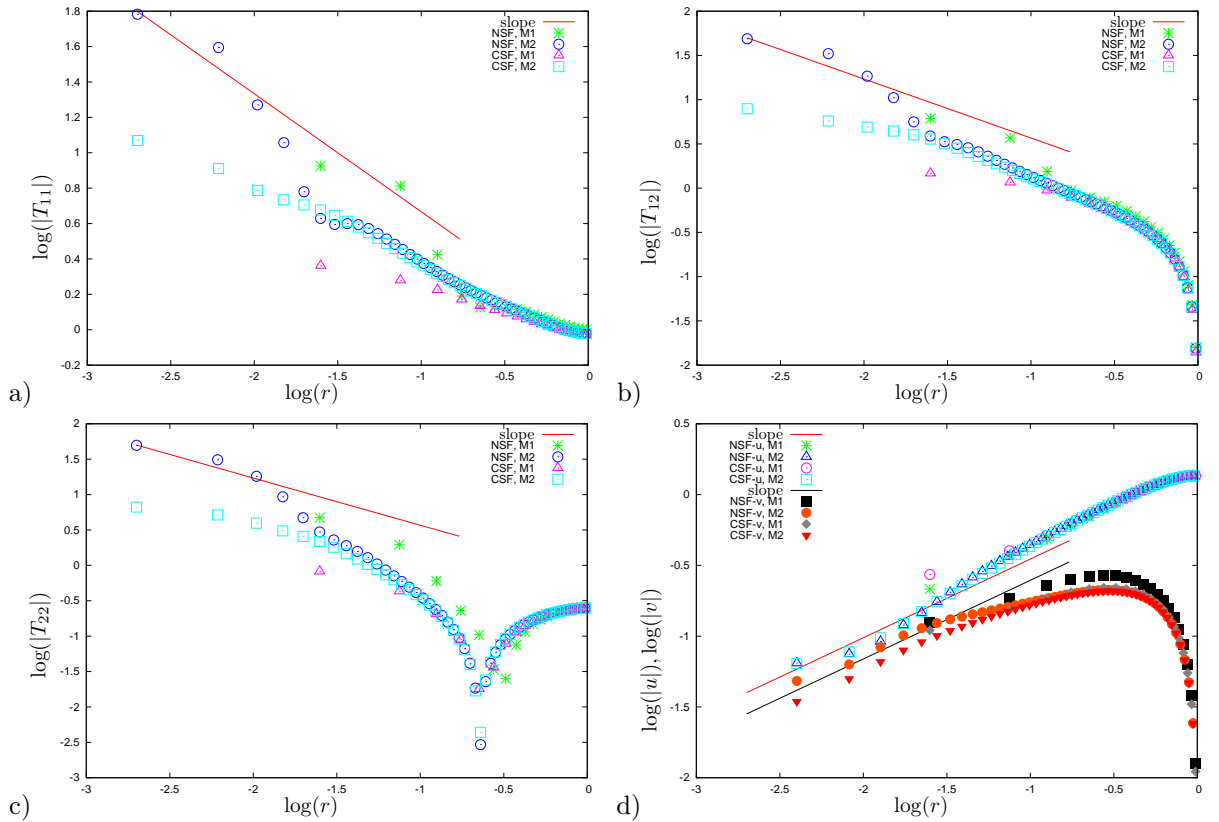 1.8
1.6
1.4
1.2
1
0.8
0.6
0.4
0.2
0
-0.2
log(|T11|)
slope
NSF, M1
NSF, M2
CSF, M1
CSF, M2
-3 -2.5 -2 -1.5 -1 -0.5 0
log(r)
a)
2
1.5
1
0.5
0
-0.5
-1
-1.5
-2
log(|T12|)
slope
NSF, M1
NSF, M2
CSF, M1
CSF, M2
-3 -2.5 -2 -1.5 -1 -0.5 0
log(r)
b)
2
1.5
1
0.5
0
-0.5
-1
-1.5
-2
-2.5
-3
log(|T22|)
slope
NSF, M1
NSF, M2
CSF, M1
CSF, M2
-3 -2.5 -2 -1.5 -1 -0.5 0
log(r)
c)
0.5
0
-0.5
-1
-1.5
-2
log(|u|), log(|v|)
slope
NSF-u, M1
NSF-u, M2
CSF-u, M1
CSF-u, M2
slope
NSF-v, M1
NSF-v, M2
CSF-v, M1
CSF-v, M2
-3 -2.5 -2 -1.5 -1 -0.5 0
log(r)
d)